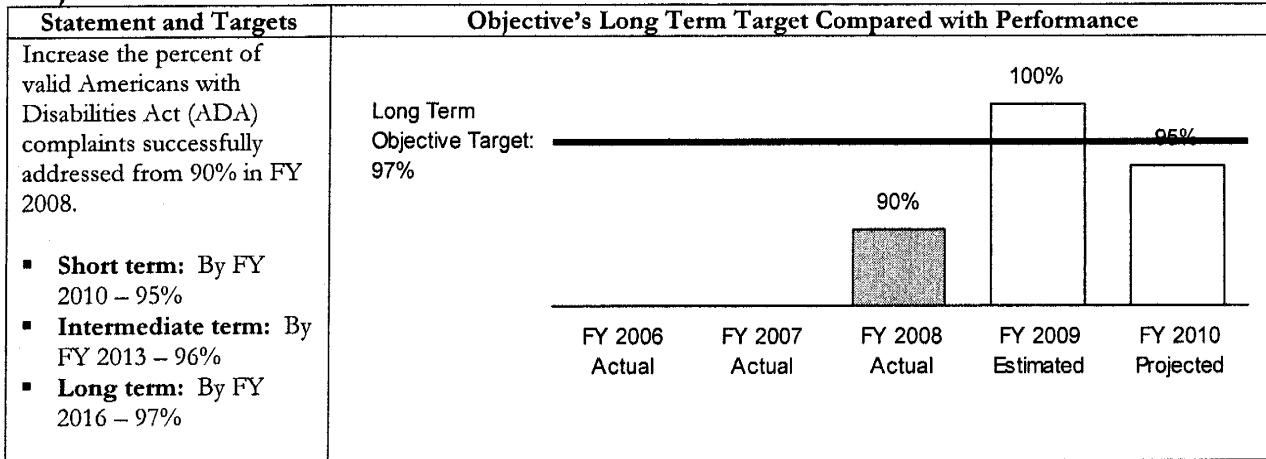 Statement and Targets
Increase the percent of
valid Americans with
Disabilities Act (ADA)
complaints successfully
addressed from 90% in FY
2008.
▪ Short term: By FY
2010 – 95%
▪ Intermediate term: By
FY 2013 – 96%
▪ Long term: By FY
2016 – 97%
Objective's Long Term Target Compared with Performance
Long Term
Objective Target:
97%
100%
95%
90%
FY 2006 FY 2007 FY 2008 FY 2009 FY 2010
Actual Actual Actual Estimated Projected